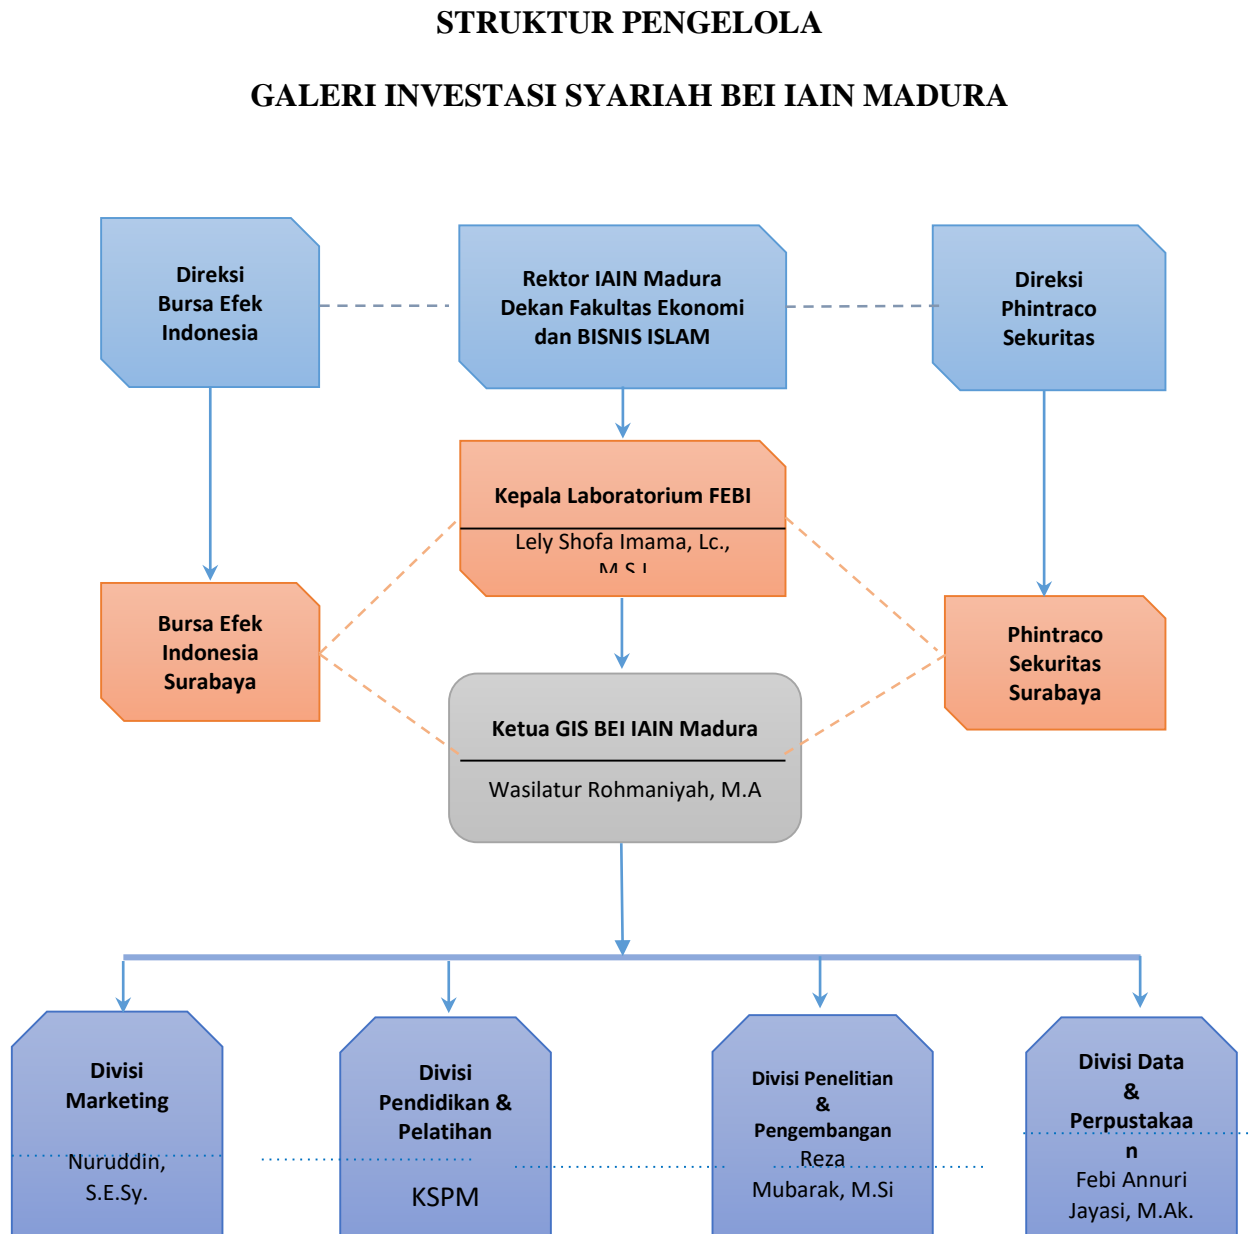 STRUKTUR PENGELOLA
GALERI INVESTASI SYARIAH BEI IAIN MADURA
Direksi
Bursa Efek
Indonesia
Rektor IAIN Madura
Dekan Fakultas Ekonomi
dan BISNIS ISLAM
Direksi
Phintraco
Sekuritas
Kepala Laboratorium FEBI
Lely Shofa Imama, Lc.,
Bursa Efek
Indonesia
Surabaya
Phintraco
Sekuritas
Surabaya
Ketua GIS BEI IAIN Madura
Wasilatur Rohmaniyah, M.A
Divisi
Marketing
Nuruddin,
S.E.Sy.
Divisi
Pendidikan &
Pelatihan
KSPM
Divisi Penelitian
&
Pengembangan
Reza
Mubarak, M.Si
Divisi Data
&
Perpustakaa
n
Febi Annuri
Jayasi, M.Ak.